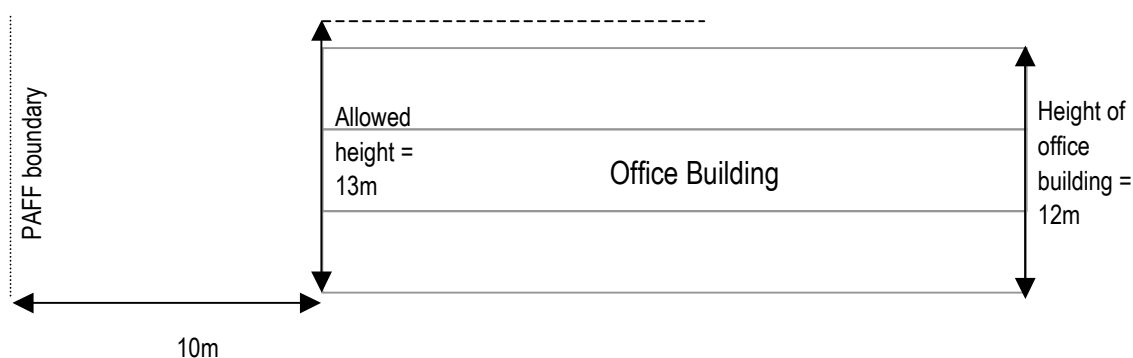 PAFF boundary
Allowed
height =
13m
Office Building
Height of
office
building =
12m
10m